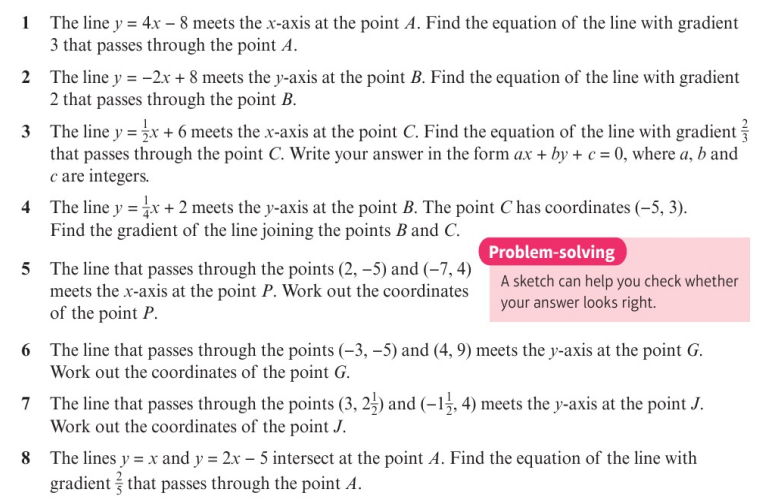 1 The line y = 4x − 8 meets the x-axis at the point A. Find the equation of the line with gradient
3 that passes through the point A.
2 The line y = −2x + 8 meets the y-axis at the point B. Find the equation of the line with gradient
2 that passes through the point B.
3 The line y = ½x + 6 meets the x-axis at the point C. Find the equation of the line with gradient ⅔
that passes through the point C. Write your answer in the form ax + by + c = 0, where a, b and
c are integers.
4 The line y = ¼x + 2 meets the y-axis at the point B. The point C has coordinates (−5, 3).
Find the gradient of the line joining the points B and C.
5 The line that passes through the points (2, −5) and (−7, 4)
meets the x-axis at the point P. Work out the coordinates
of the point P.
Problem-solving
A sketch can help you check whether
your answer looks right.
6 The line that passes through the points (−3, −5) and (4, 9) meets the y-axis at the point G.
Work out the coordinates of the point G.
7 The line that passes through the points (3, 2½) and (−1½, 4) meets the y-axis at the point J.
Work out the coordinates of the point J.
8 The lines y = x and y = 2x − 5 intersect at the point A. Find the equation of the line with
gradient ⅖ that passes through the point A.